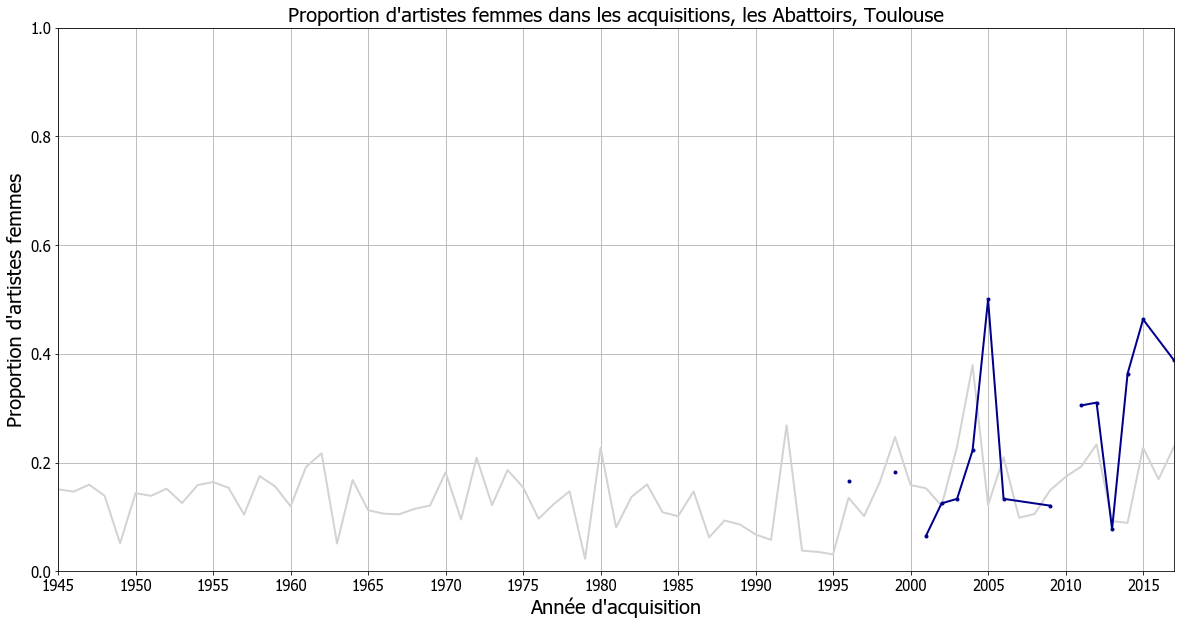 Proportion d'artistes femmes dans les acquisitions, les Abattoirs, Toulouse
1.0
0.8
0.6
0.4
0.2
0.0
Proportion d'artistes femmes
1945 1950 1955 1960 1965 1970 1975 1980 1985 1990 1995 2000 2005 2010 2015
Année d'acquisition